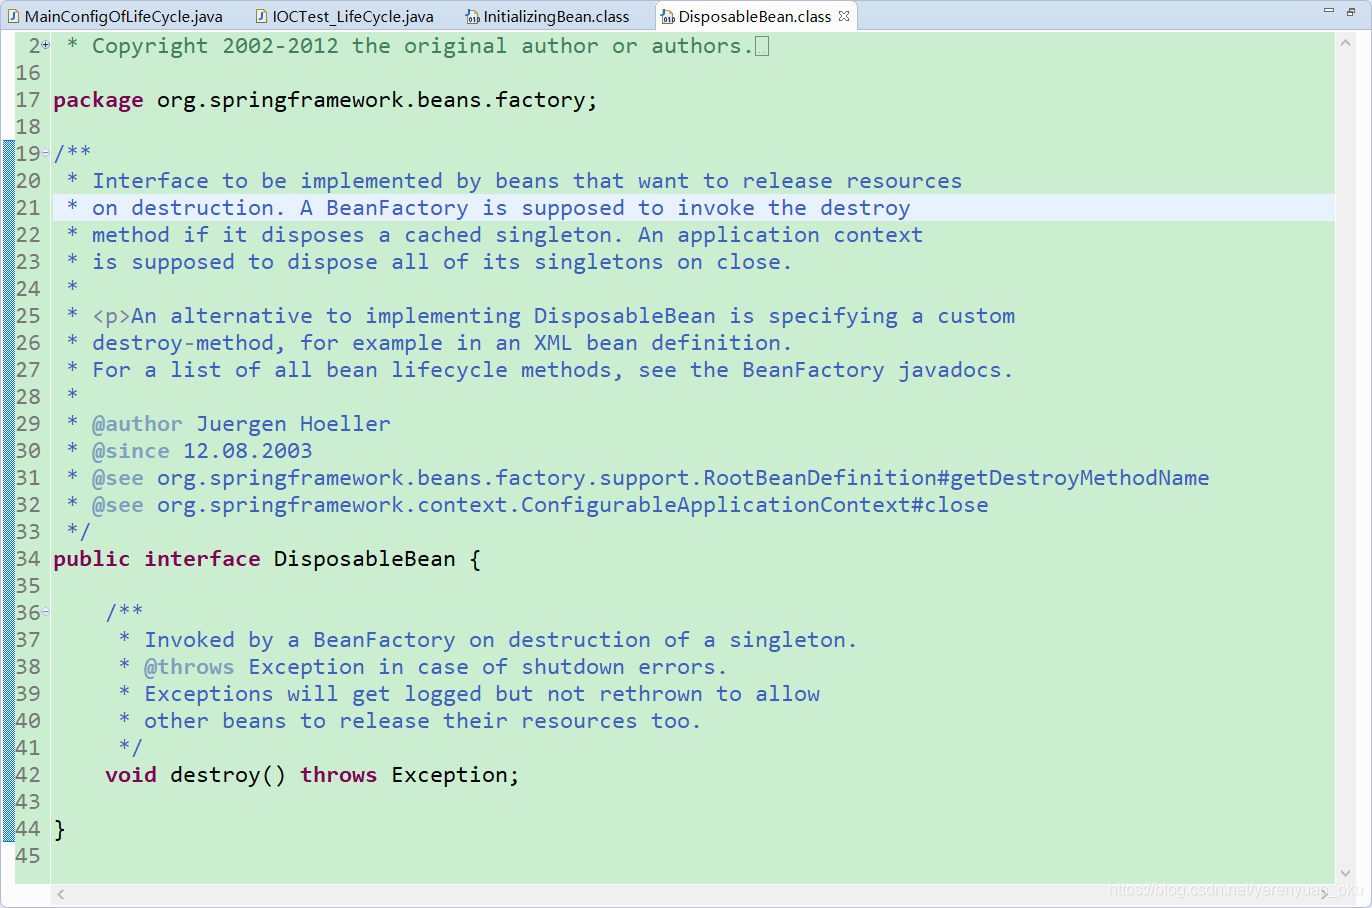 MainConfigOfLifeCycle.java IOCTest_LifeCycle.java InitializingBean.class DisposableBean.class
2 * Copyright 2002-2012 the original author or authors.
16
17 package org.springframework.beans.factory;
18
19 /**
20 * Interface to be implemented by beans that want to release resources
21 * on destruction. A BeanFactory is supposed to invoke the destroy
22 * method if it disposes a cached singleton. An application context
23 * is supposed to dispose all of its singletons on close.
24 *
25 * <p>An alternative to implementing DisposableBean is specifying a custom
26 * destroy-method, for example in an XML bean definition.
27 * For a list of all bean lifecycle methods, see the BeanFactory javadocs.
28 *
29 * @author Juergen Hoeller
30 * @since 12.08.2003
31 * @see org.springframework.beans.factory.support.RootBeanDefinition#getDestroyMethodName
32 * @see org.springframework.context.ConfigurableApplicationContext#close
33 */
34 public interface DisposableBean {
35
36 /**
37 * Invoked by a BeanFactory on destruction of a singleton.
38 * @throws Exception in case of shutdown errors.
39 * Exceptions will get logged but not rethrown to allow
40 * other beans to release their resources too.
41 */
42 void destroy() throws Exception;
43
44 }
45
https://blog.csdn.net/yerenyuan_pku